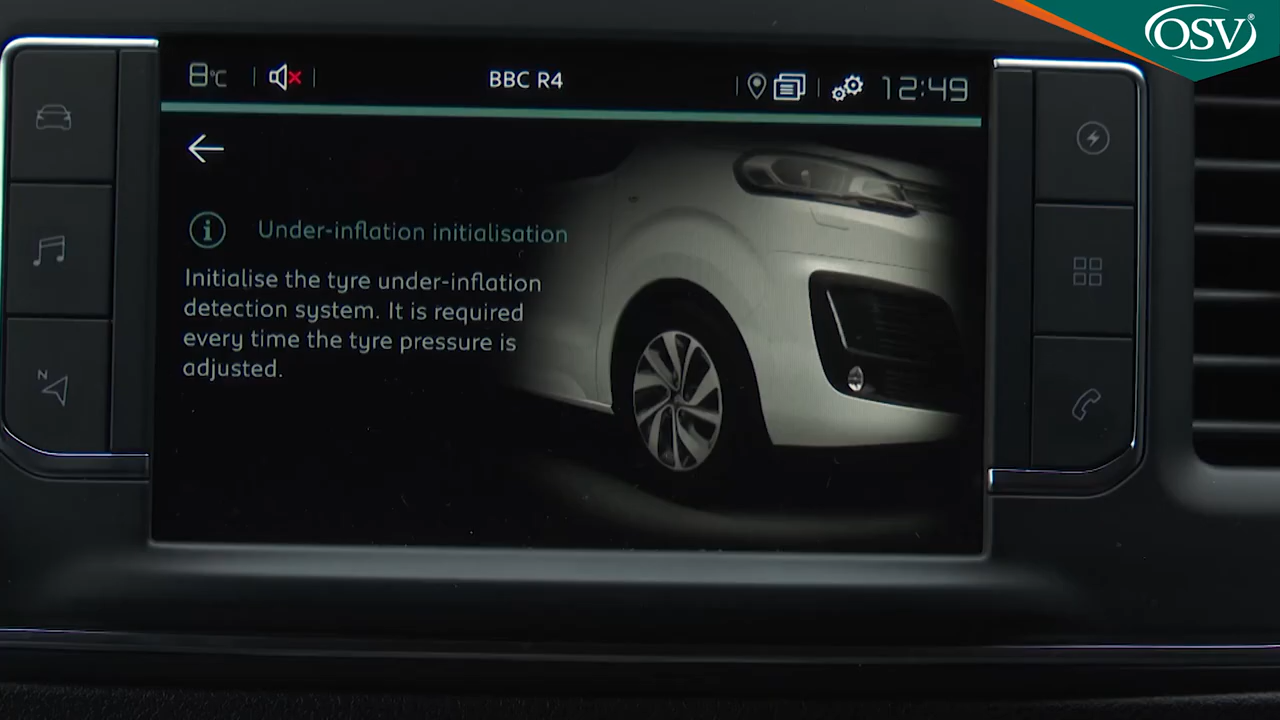 OSV®
8°C
BBC R4
12:49
Under-inflation initialisation
Initialise the tyre under-inflation
detection system. It is required
every time the tyre pressure is
adjusted.
N